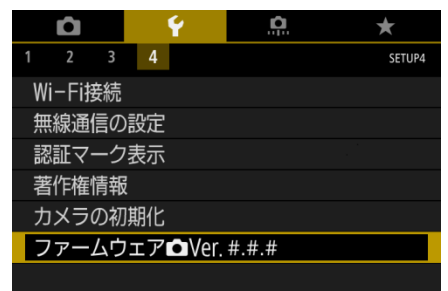 1 2 3 4 SETUP4
Wi-Fi接続
無線通信の設定
認証マーク表示
著作権情報
カメラの初期化
ファームウェアVer. #.#.#